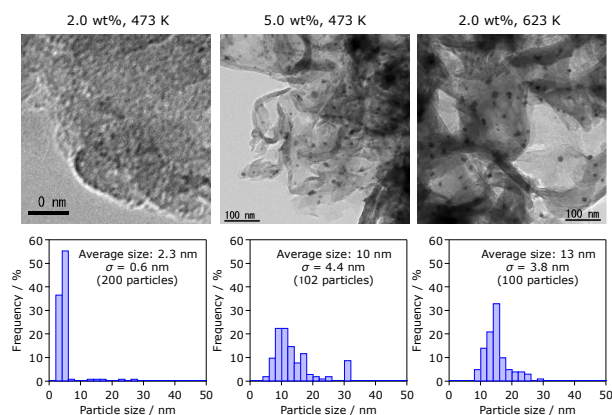 2.0 wt%, 473 K
5.0 wt%, 473 K
2.0 wt%, 623 K
0 nm
100 nm
100 nm
Frequency / %
60
50
40
30
20
10
0
Average size: 2.3 nm
σ = 0.6 nm
(200 particles)
0 10 20 30 40 50
Particle size / nm
Frequency / %
60
50
40
30
20
10
0
Average size: 10 nm
σ = 4.4 nm
(102 particles)
0 10 20 30 40 50
Particle size / nm
Frequency / %
60
50
40
30
20
10
0
Average size: 13 nm
σ = 3.8 nm
(100 particles)
0 10 20 30 40 50
Particle size / nm